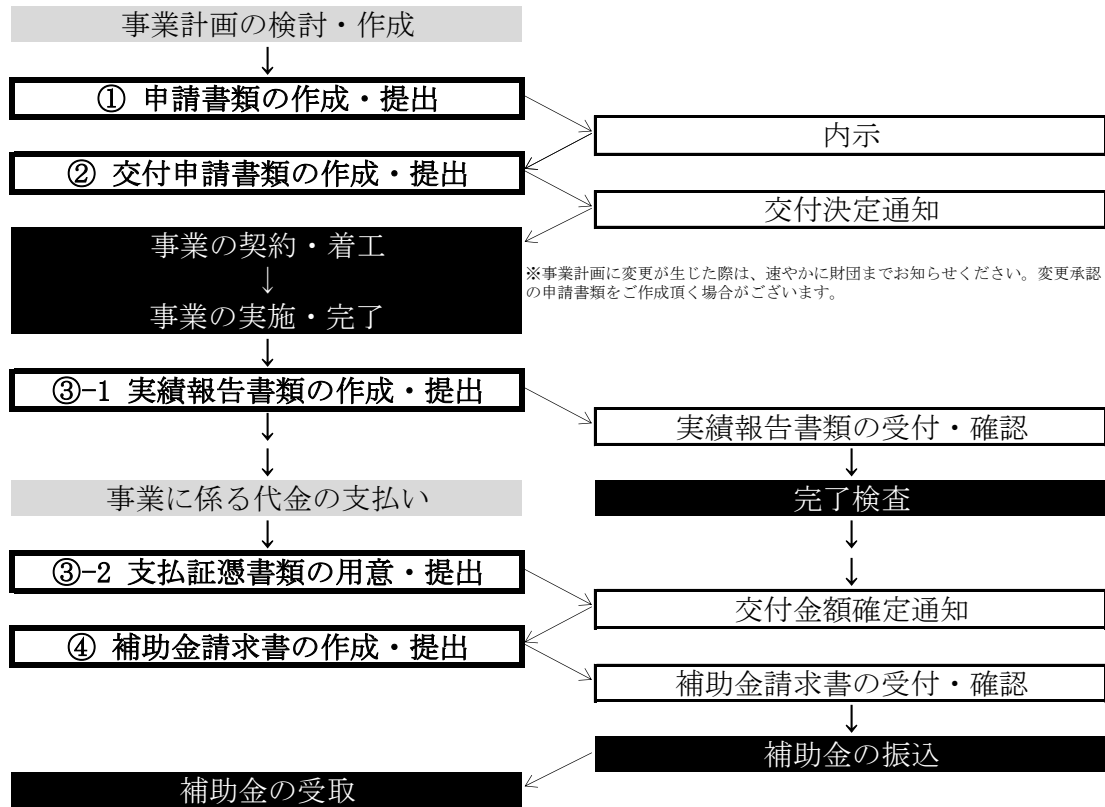 事業計画の検討・作成
↓
① 申請書類の作成・提出
内示
② 交付申請書類の作成・提出
交付決定通知
事業の契約・着工
↓
事業の実施・完了
※事業計画に変更が生じた際は、速やかに財団までお知らせください。変更承認
の申請書類をご作成頂く場合がございます。
↓
③-1 実績報告書類の作成・提出
実績報告書類の受付・確認
↓
↓
↓
事業に係る代金の支払い
完了検査
↓
↓
③-2 支払証憑書類の用意・提出
↓
交付金額確定通知
④ 補助金請求書の作成・提出
補助金請求書の受付・確認
↓
補助金の振込
補助金の受取